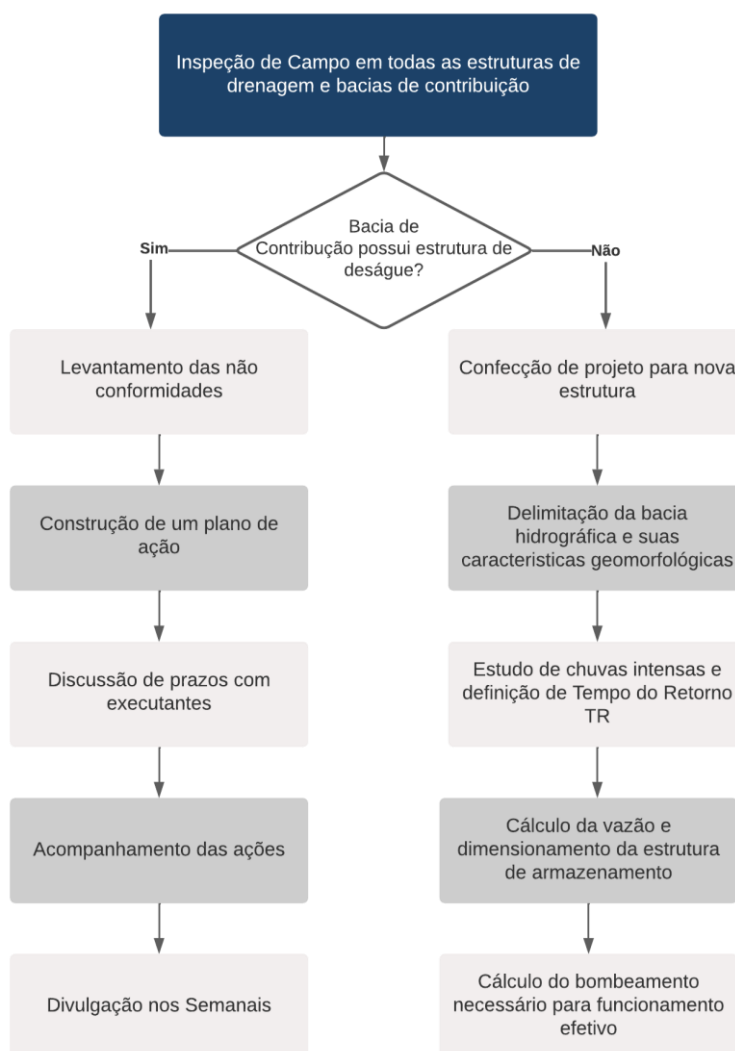 Inspeção de Campo em todas as estruturas de
drenagem e bacias de contribuição
Bacia de
Contribução possui estrutura de
deságue?
Sim
Não
Levantamento das não
conformidades
Confecção de projeto para nova
estrutura
Construção de um plano de
ação
Delimitação da bacia
hidrográfica e suas
caracteristicas geomorfológicas
Discussão de prazos com
executantes
Estudo de chuvas intensas e
definição de Tempo do Retorno
TR
Acompanhamento das ações
Cálculo da vazão e
dimensionamento da estrutura
de armazenamento
Divulgação nos Semanais
Cálculo do bombeamento
necessário para funcionamento
efetivo